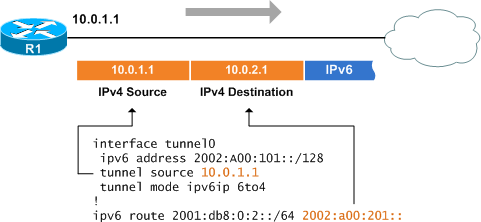 10.0.1.1
R1
10.0.1.1 10.0.2.1 IPv6
IPv4 Source IPv4 Destination
interface tunnel0
ipv6 address 2002:A00:101::/128
tunnel source 10.0.1.1
tunnel mode ipv6ip 6to4
!
ipv6 route 2001:db8:0:2::/64 2002:a00:201::